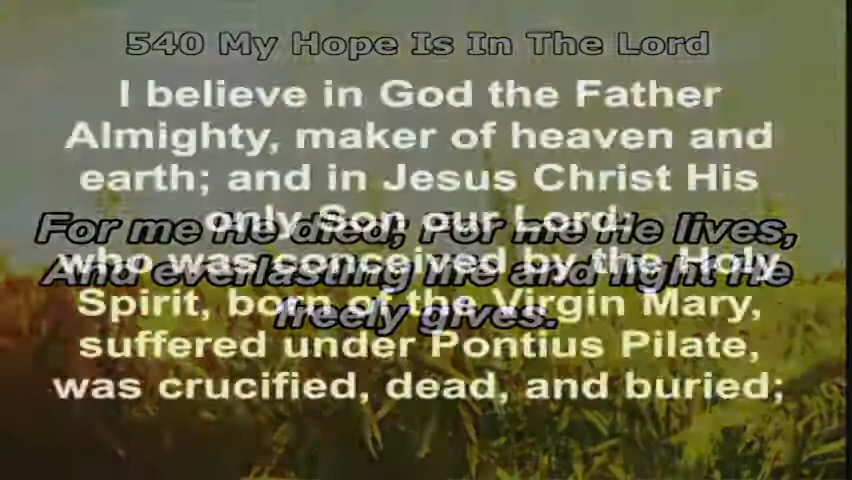 540 My Hope Is In The Lord
I believe in God the Father
Almighty, maker of heaven and
earth; and in Jesus Christ His
only Son our Lord;
who was conceived by the Holy
Spirit, born of the Virgin Mary,
suffered under Pontius Pilate,
was crucified, dead, and buried;
For me He died; For me He lives,
And everlasting life and light He
freely gives.